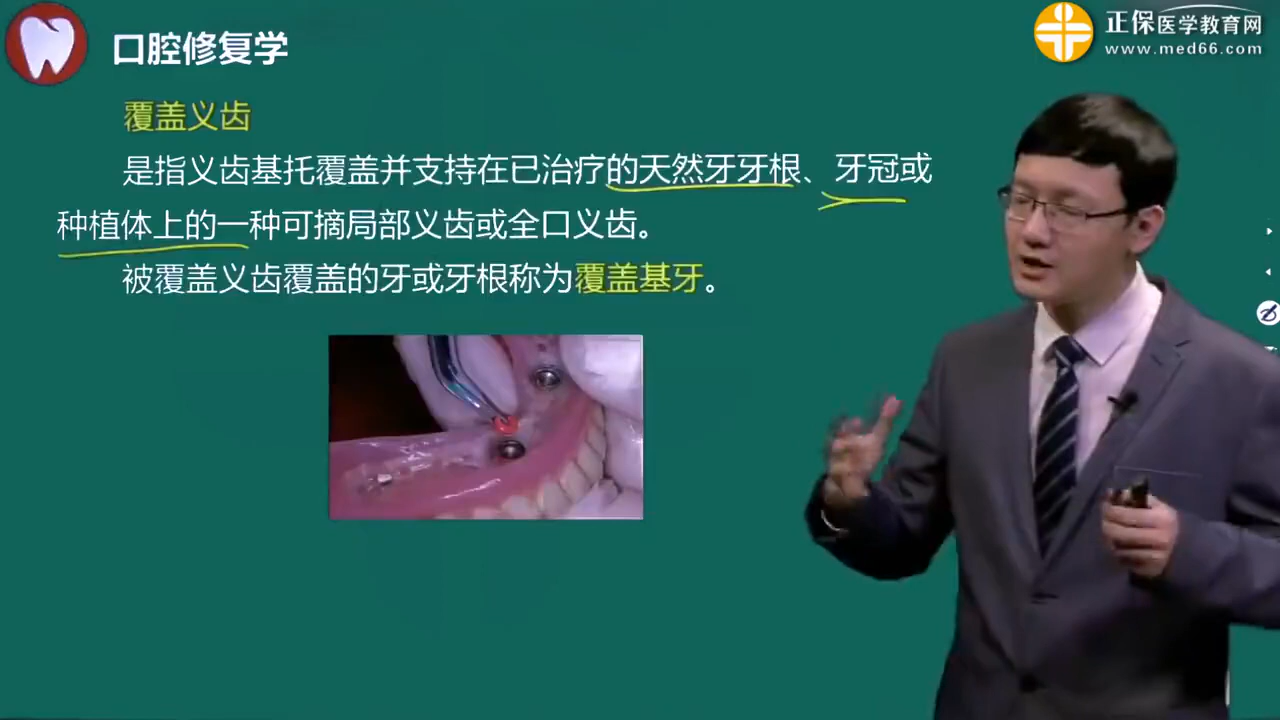 口腔修复学
正保医学教育网
www.med66.com
覆盖义齿
是指义齿基托覆盖并支持在已治疗的天然牙牙根、牙冠或
种植体上的一种可摘局部义齿或全口义齿。
被覆盖义齿覆盖的牙或牙根称为覆盖基牙。